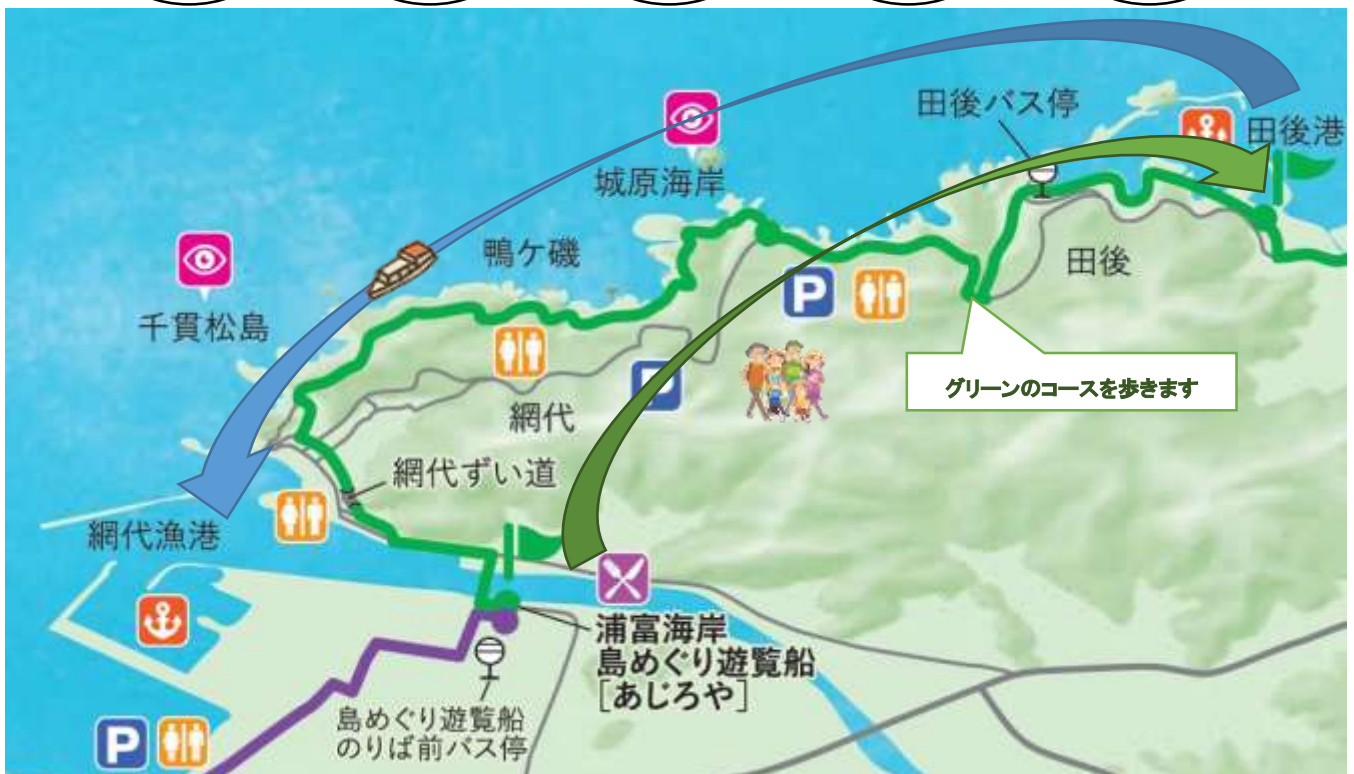 田後バス停
田後港
城原海岸
鴨ケ磯
田後
P
千貫松島
グリーンのコースを歩きます
P
網代
網代ずい道
網代漁港
浦富海岸
島めぐり遊覧船
[あじろや]
島めぐり遊覧船
のりば前バス停
P